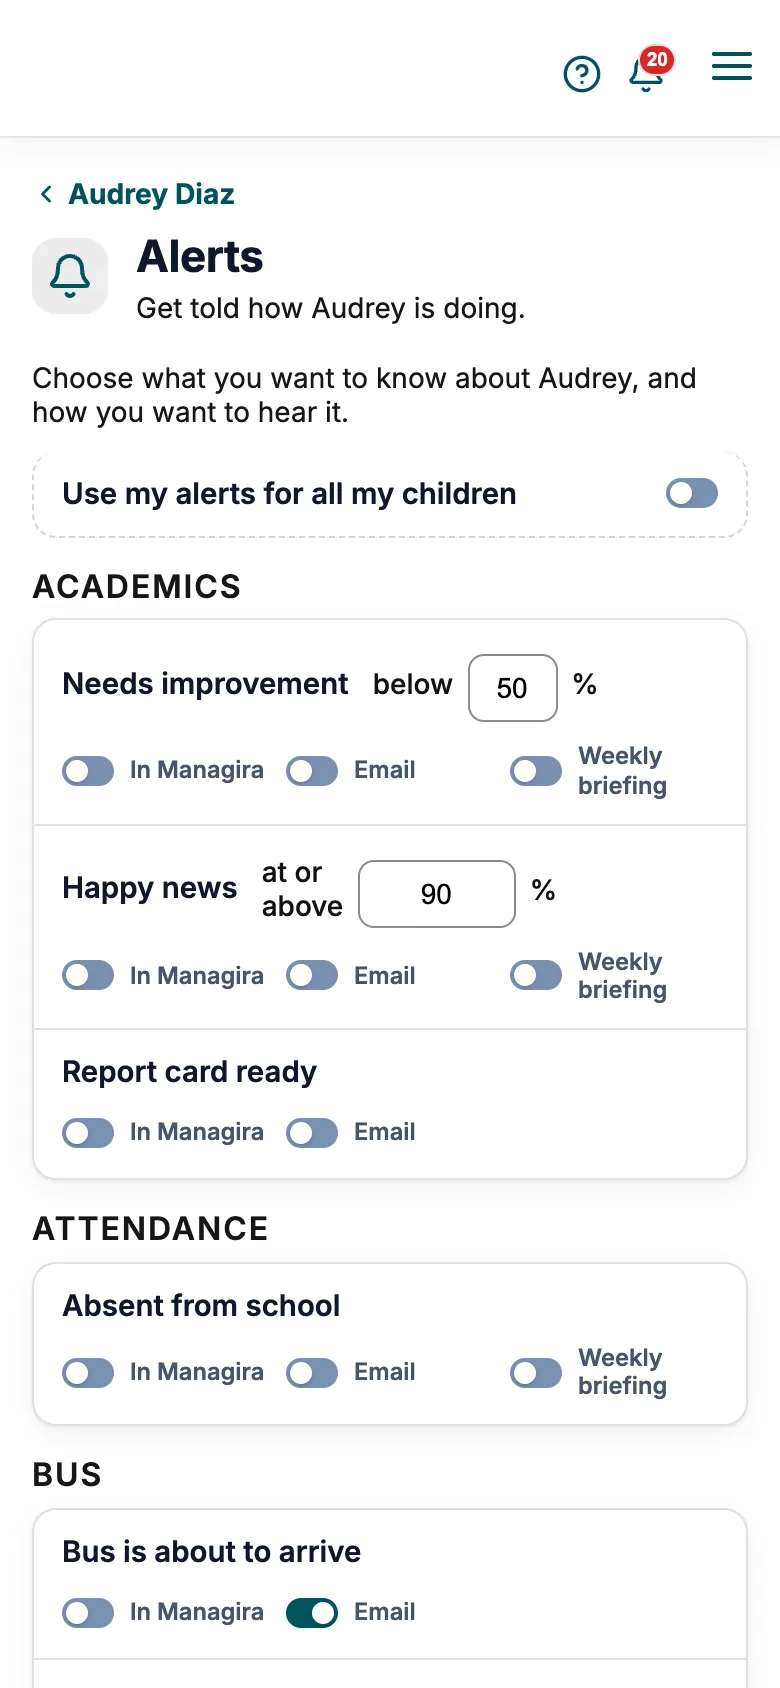 20
Audrey Diaz
Alerts
Get told how Audrey is doing.
Choose what you want to know about Audrey, and
how you want to hear it.
Use my alerts for all my children
ACADEMICS
Needs improvement below 50 %
In Managira Email Weekly briefing
Happy news at or above 90 %
In Managira Email Weekly briefing
Report card ready
In Managira Email
ATTENDANCE
Absent from school
In Managira Email Weekly briefing
BUS
Bus is about to arrive
In Managira Email